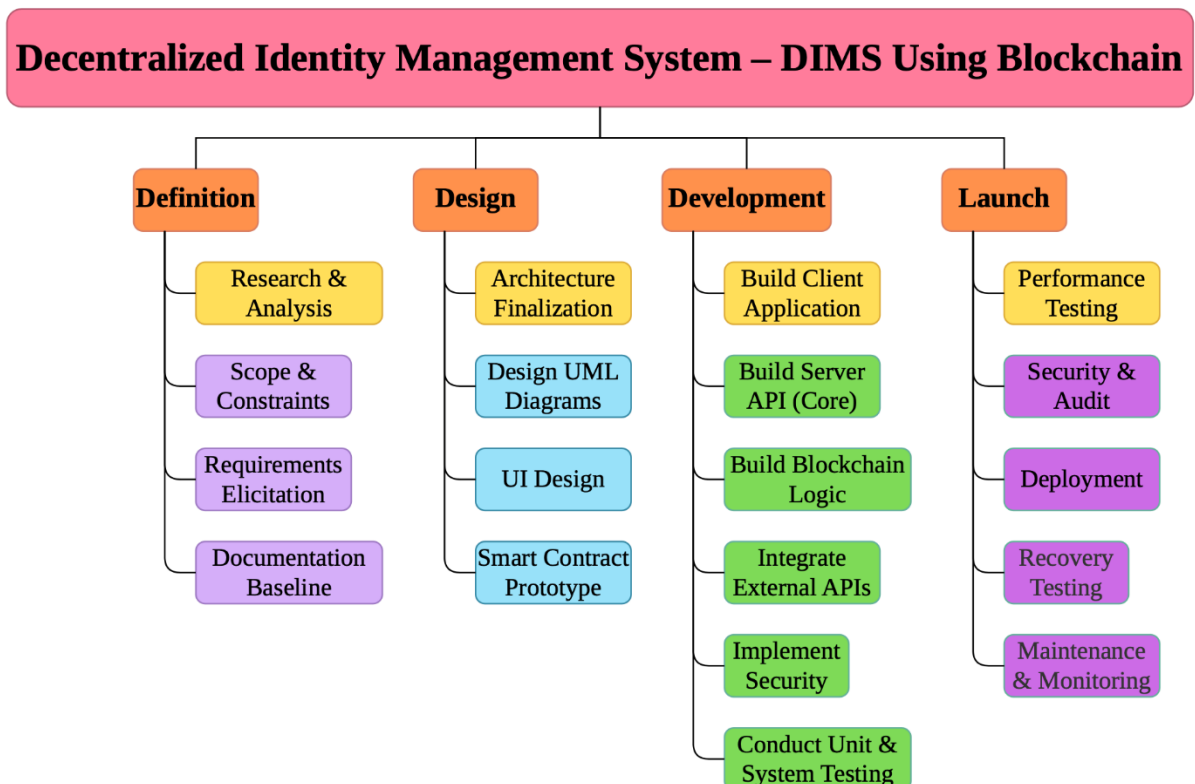 Decentralized Identity Management System – DIMS Using Blockchain
Definition
Research &
Analysis
Scope &
Constraints
Requirements
Elicitation
Documentation
Baseline
Design
Architecture
Finalization
Design UML
Diagrams
UI Design
Smart Contract
Prototype
Development
Build Client
Application
Build Server
API (Core)
Build Blockchain
Logic
Integrate
External APIs
Implement
Security
Conduct Unit &
System Testing
Launch
Performance
Testing
Security &
Audit
Deployment
Recovery
Testing
Maintenance
& Monitoring